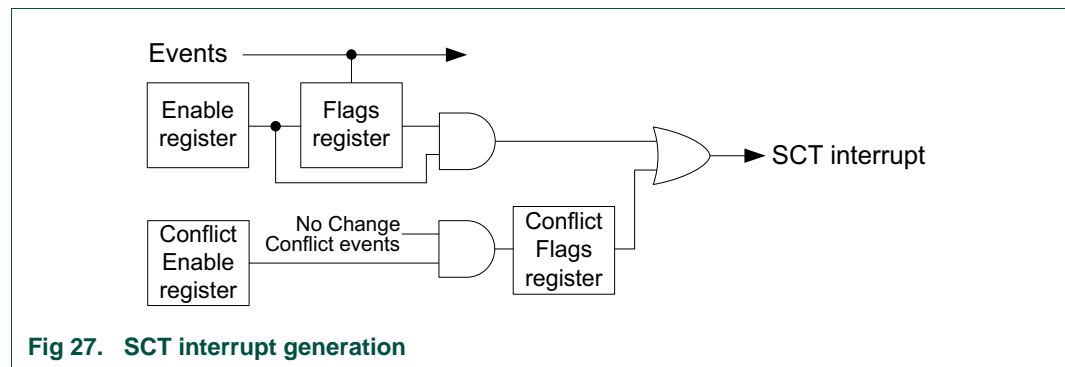 Events
Enable
register
Flags
register
SCT interrupt
No Change
Conflict events
Conflict
Enable
register
Conflict
Flags
register
Fig 27. SCT interrupt generation